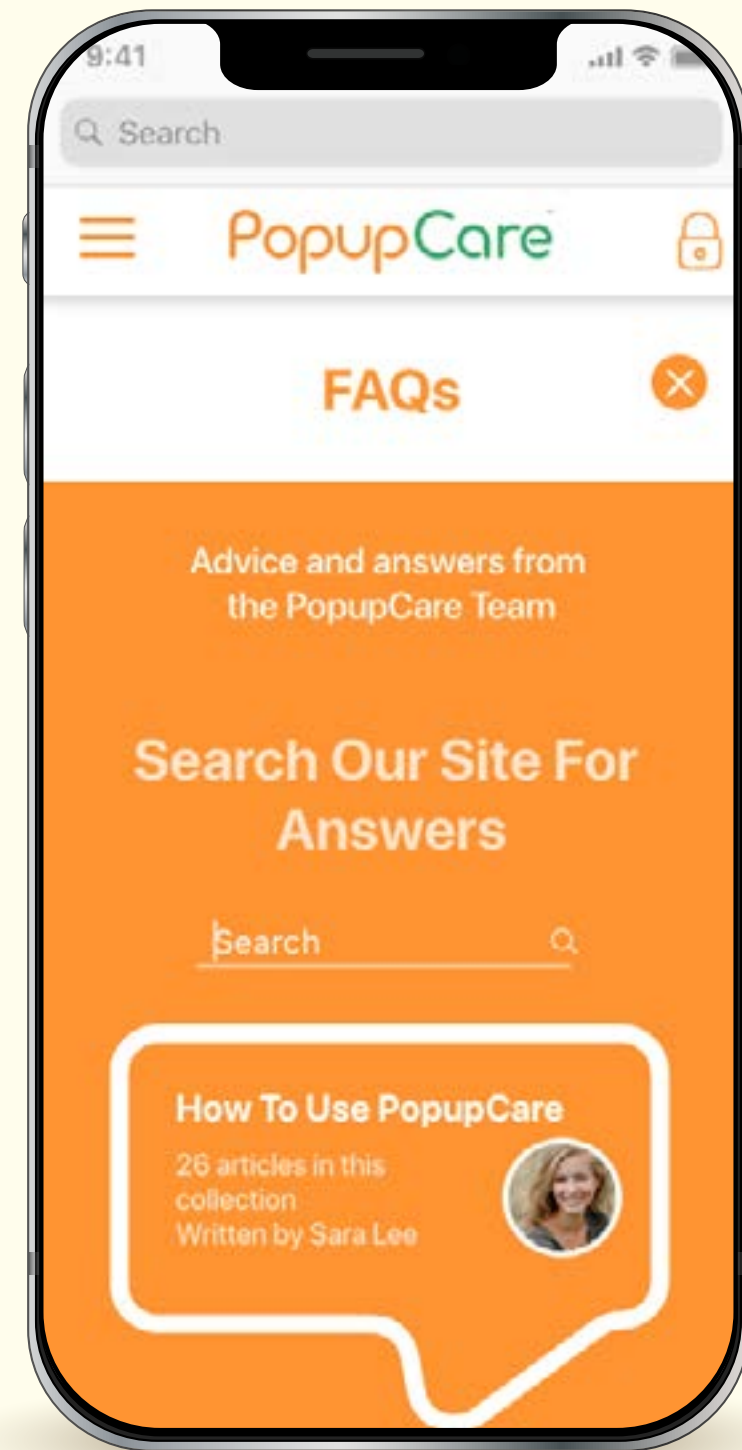 9:41
Search
PopupCare
FAQs
Advice and answers from
the PopupCare Team
Search Our Site For
Answers
Search
How To Use PopupCare
26 articles in this
collection
Written by Sara Lee